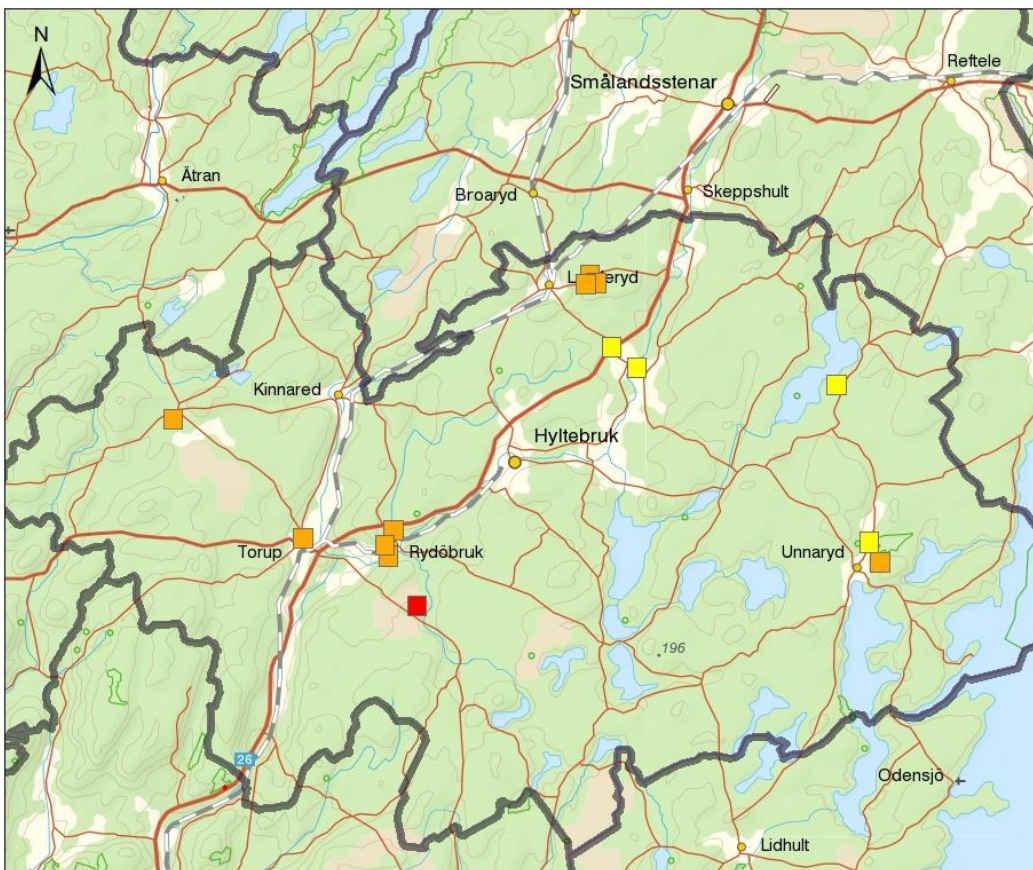 N
Smålandsstenar
Reftele
Ätran
Broaryd
Skeppshult
Kinnared
Hyltebruk
Torup
Rydöbruk
Unnaryd
196
26
Odensjö
Lidhult